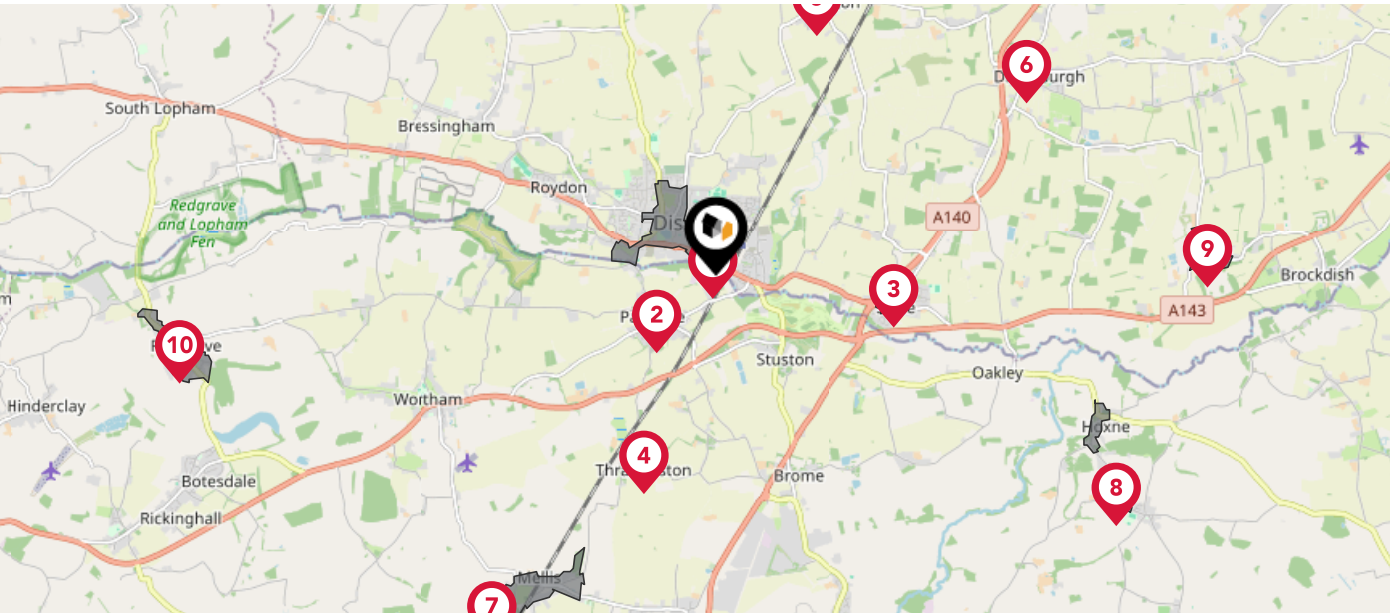 6
South Lopham
Bressingham
Roydon
Redgrave
and Lopham
Fen
A140
9
Brockdish
3
A143
2
10
Stuston
Oakley
Hinderclay
Wortham
Hoxne
4
Brome
Botesdale
8
Rickinghall
Mellis
7